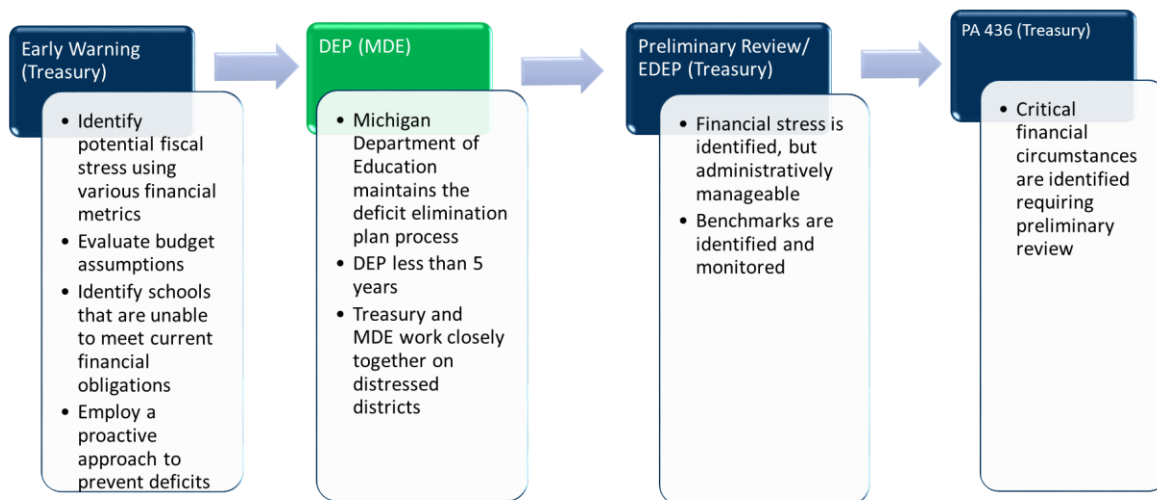 Early Warning
(Treasury)
• Identify
potential fiscal
stress using
various financial
metrics
• Evaluate budget
assumptions
• Identify schools
that are unable
to meet current
financial
obligations
• Employ a
proactive
approach to
prevent deficits
DEP (MDE)
• Michigan
Department of
Education
maintains the
deficit elimination
plan process
• DEP less than 5
years
• Treasury and
MDE work closely
together on
distressed
districts
Preliminary Review/
EDEP (Treasury)
• Financial stress is
identified, but
administratively
manageable
• Benchmarks are
identified and
monitored
PA 436 (Treasury)
• Critical
financial
circumstances
are identified
requiring
preliminary
review